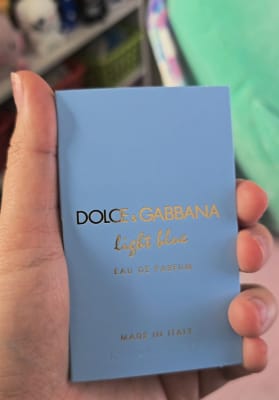 DOLCE & GABBANA
light blue
EAU DE PARFUM
MADE IN ITALY